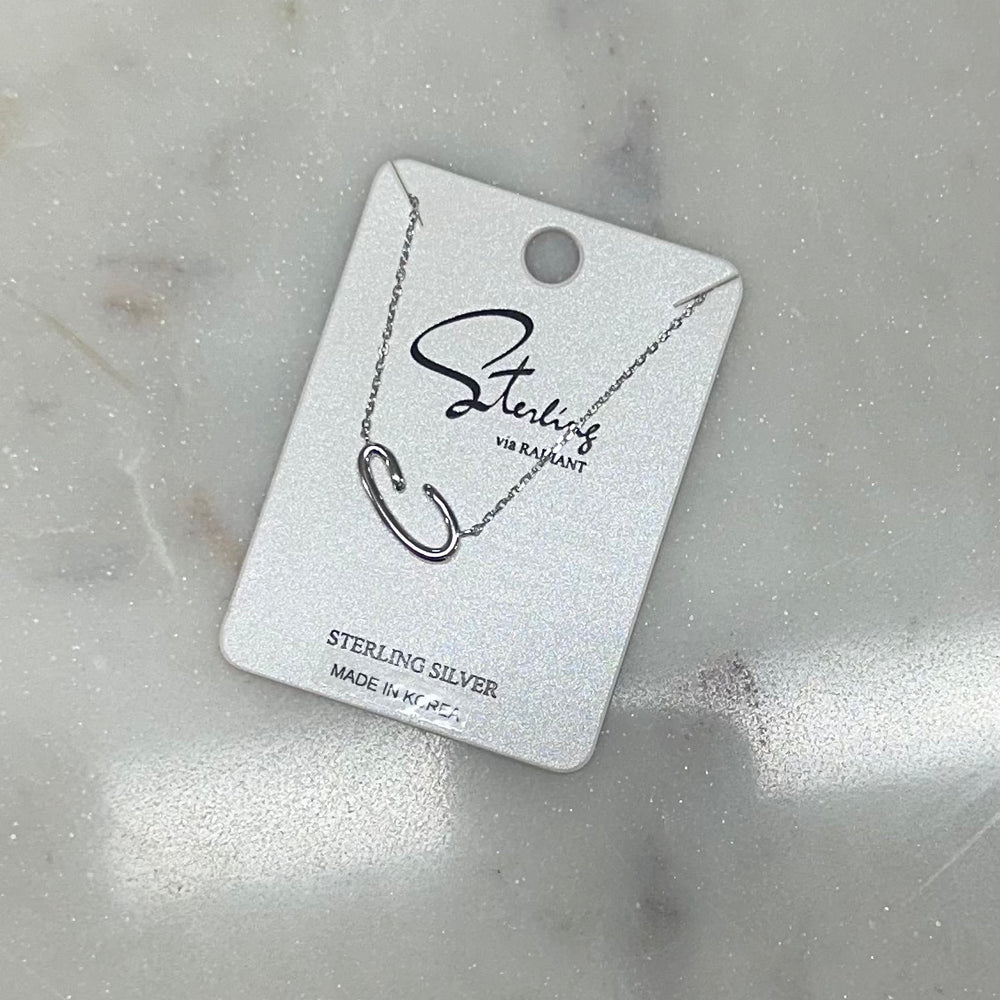 Sterling
via RADIANT
STERLING SILVER
MADE IN KOREA